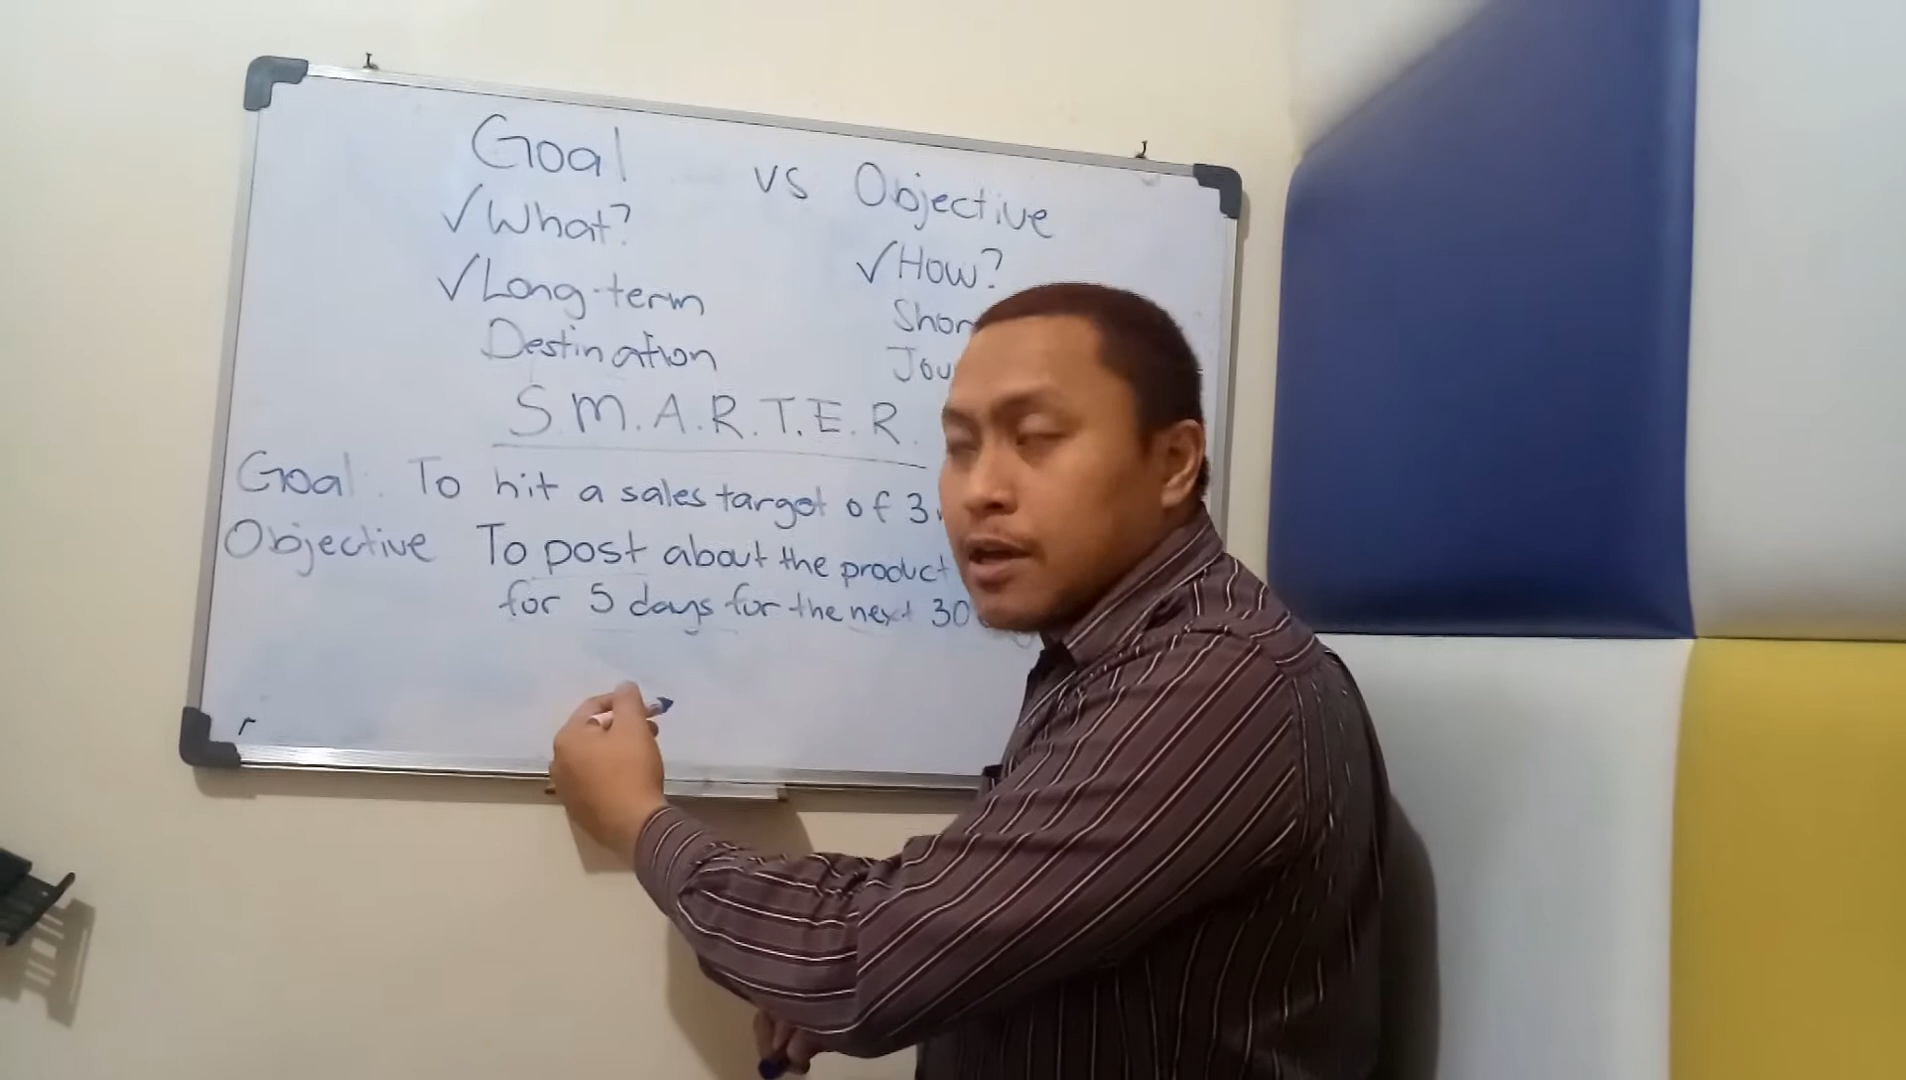 Goal vs Objective
✓What? ✓How?
✓Long-term
Destination
S.M.A.R.T.E.R.
Goal: To hit a sales target of 3
Objective To post about the product
for 5 days for the next 30